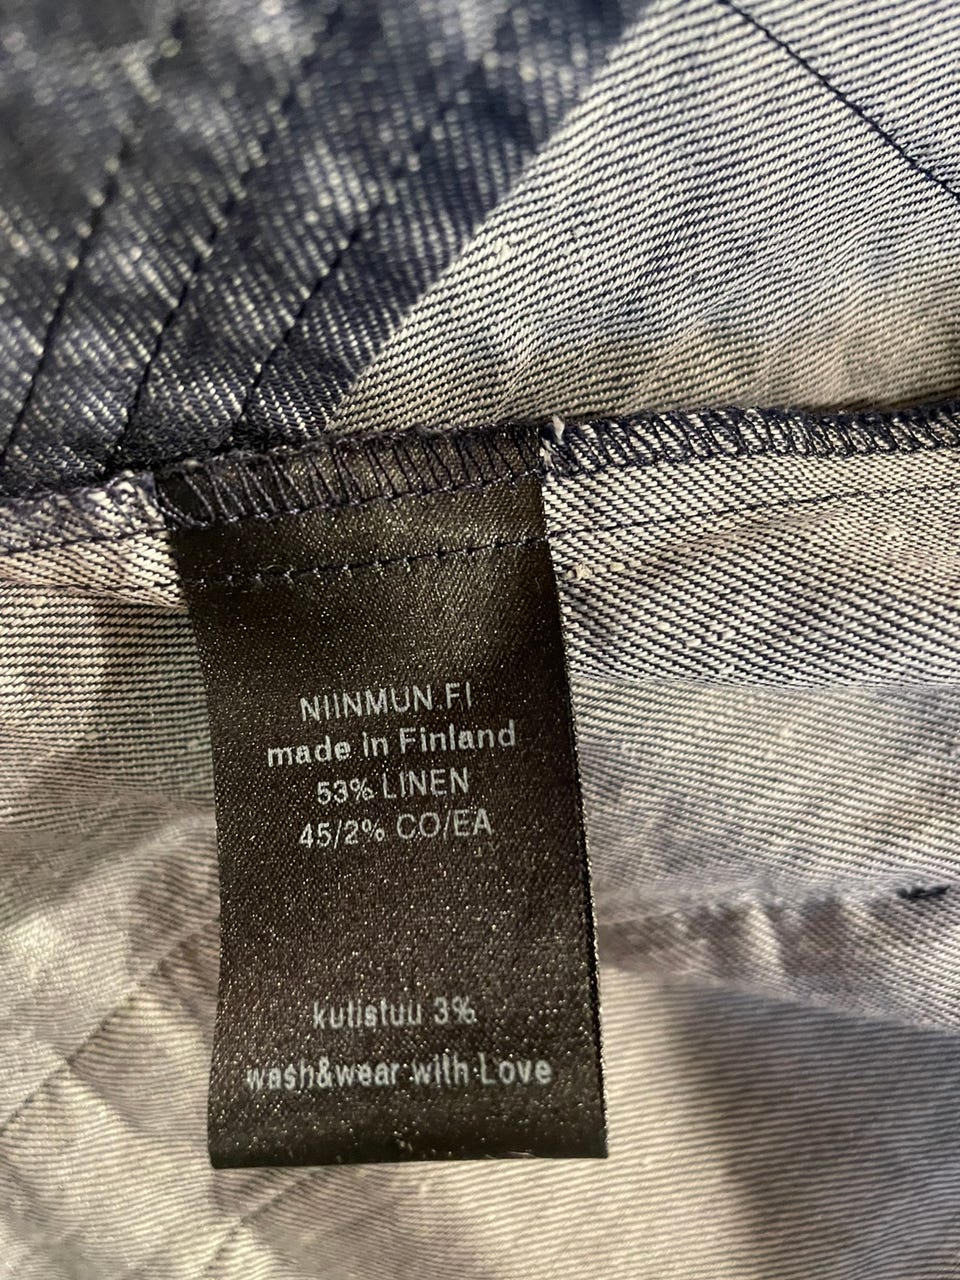 NIINMUN.FI
made in Finland
53% LINEN
45/2% CO/EA
kutistuu 3%
wash&wear with Love